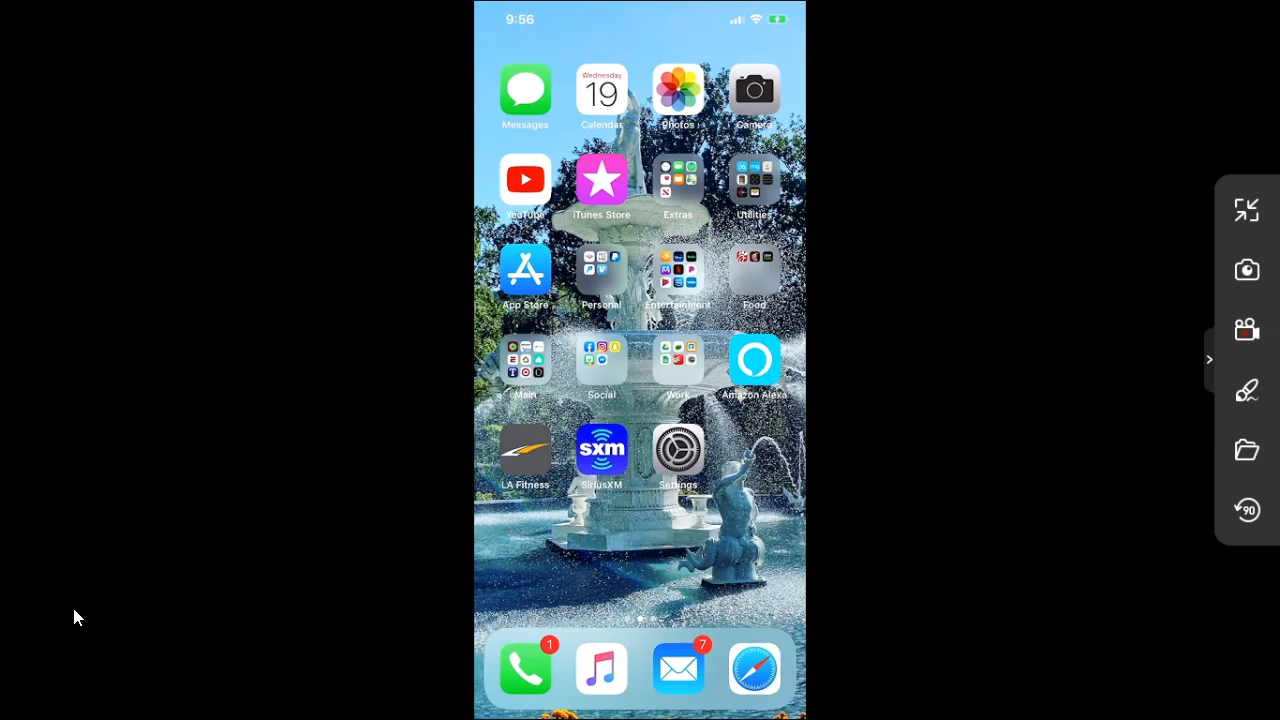 9:56
Wednesday
19
Messages
Calendar
Photos
Camera
YouTube
iTunes Store
Extras
Utilities
App Store
Personal
Entertainment
Food
Main
Social
Work
Amazon Alexa
sxm
LA Fitness
SiriusXM
Settings
1
7
90